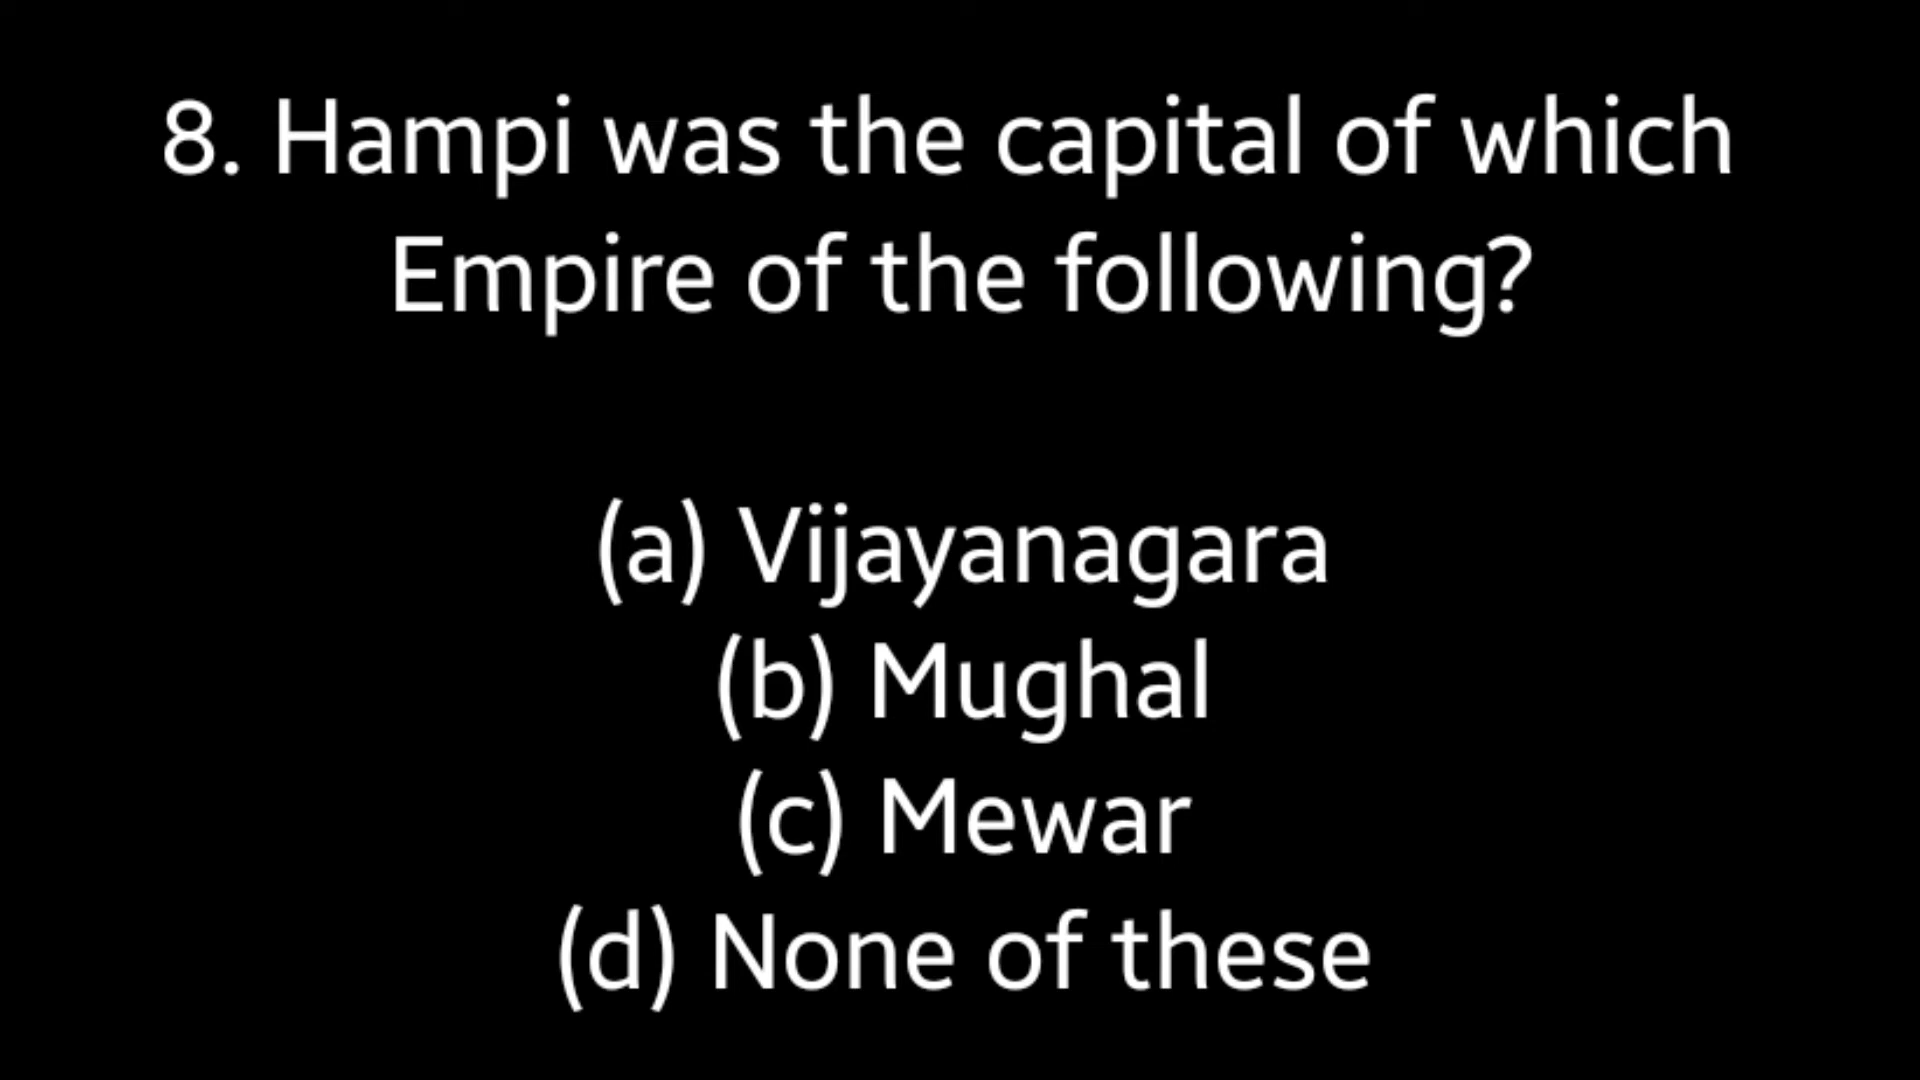 8. Hampi was the capital of which
Empire of the following?
(a) Vijayanagara
(b) Mughal
(c) Mewar
(d) None of these